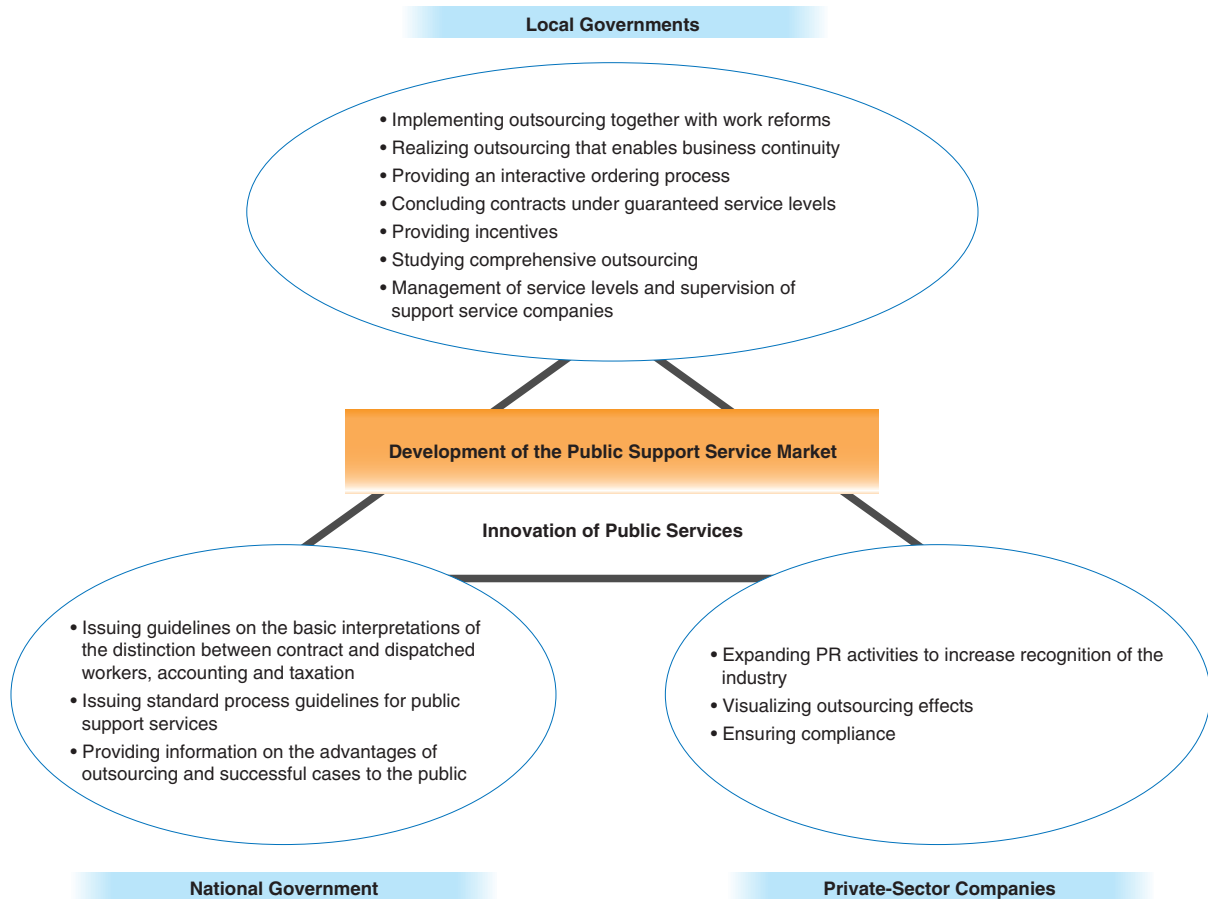 Local Governments
• Implementing outsourcing together with work reforms
• Realizing outsourcing that enables business continuity
• Providing an interactive ordering process
• Concluding contracts under guaranteed service levels
• Providing incentives
• Studying comprehensive outsourcing
• Management of service levels and supervision of
support service companies
Development of the Public Support Service Market
Innovation of Public Services
• Issuing guidelines on the basic interpretations of
the distinction between contract and dispatched
workers, accounting and taxation
• Issuing standard process guidelines for public
support services
• Providing information on the advantages of
outsourcing and successful cases to the public
• Expanding PR activities to increase recognition of the
industry
• Visualizing outsourcing effects
• Ensuring compliance
National Government
Private-Sector Companies